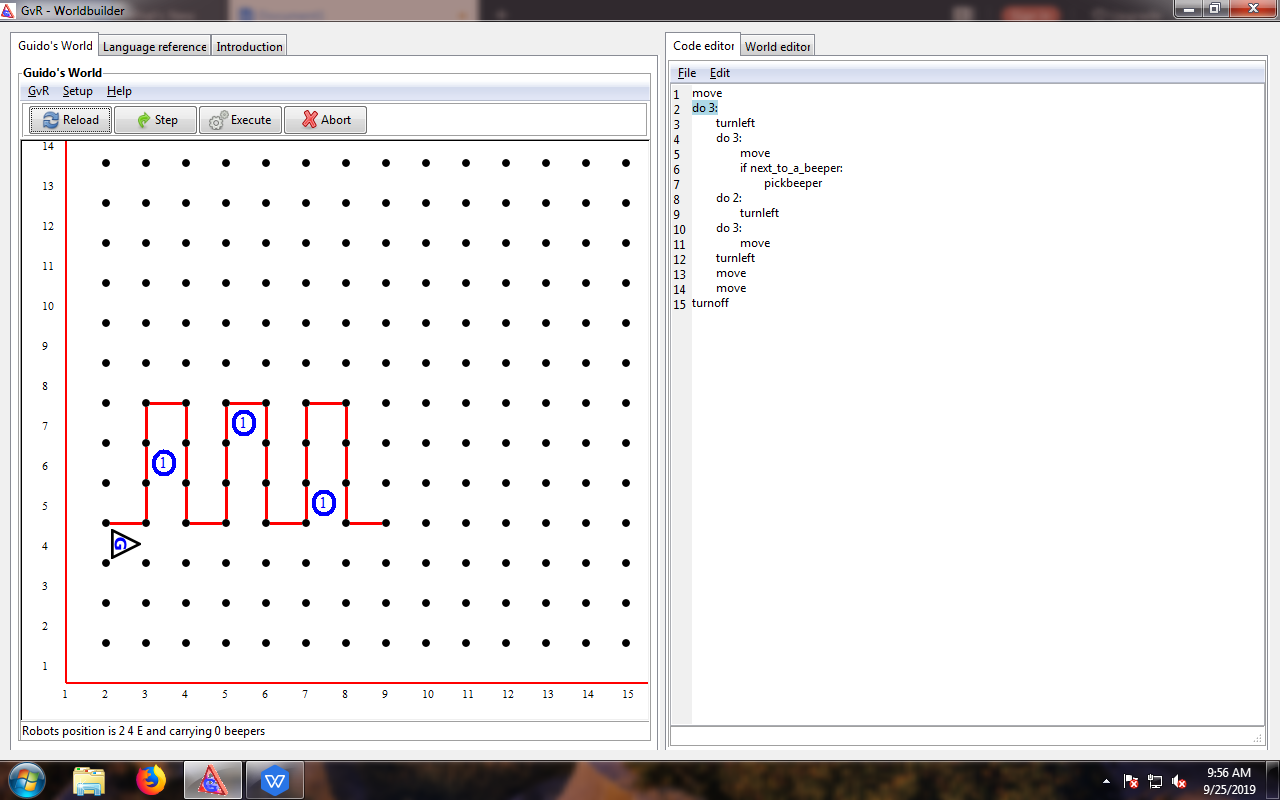 GvR - Worldbuilder
Guido's World
Language reference
Introduction
Guido's World
GvR Setup Help
Reload Step Execute Abort
14
13
12
11
10
9
8
7
6
5
4
3
2
1
1
1
1
G
1 2 3 4 5 6 7 8 9 10 11 12 13 14 15
Robots position is 2 4 E and carrying 0 beepers
Code editor
World editor
File Edit
1 move
2 do 3:
3 turnleft
4 do 3:
5 move
6 if next_to_a_beeper:
7 pickbeeper
8 do 2:
9 turnleft
10 do 3:
11 move
12 turnleft
13 move
14 move
15 turnoff
W
9:56 AM
9/25/2019